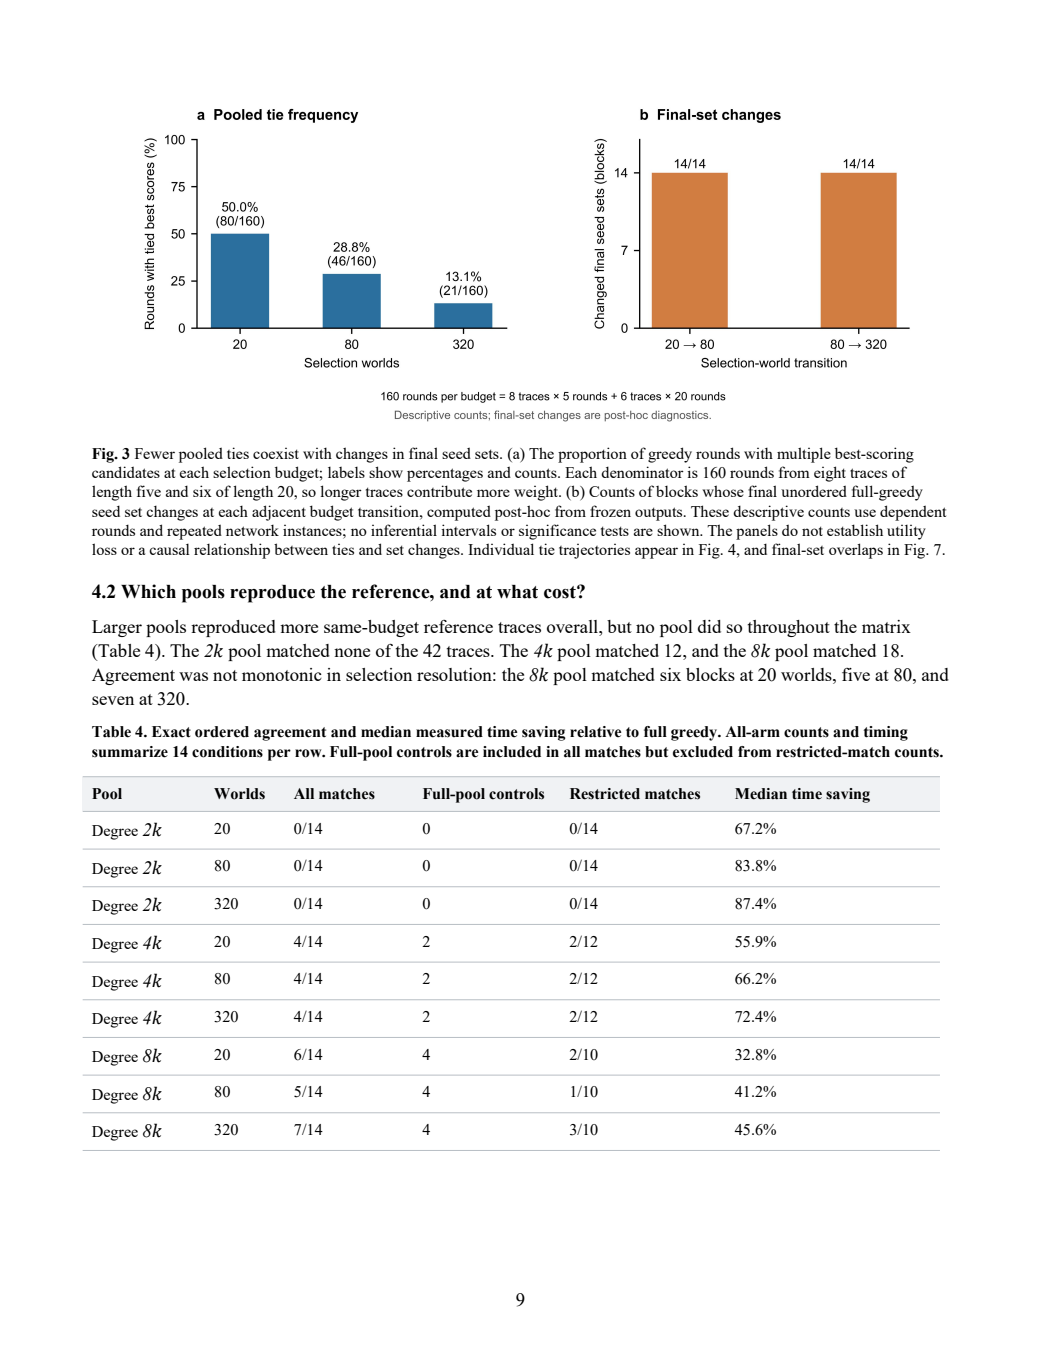 a Pooled tie frequency
Rounds with tied best scores (%)
100
75
50
25
0
50.0%
(80/160)
28.8%
(46/160)
13.1%
(21/160)
20
80
320
Selection worlds
b Final-set changes
Changed final seed sets (blocks)
14
7
0
14/14
14/14
20 → 80
80 → 320
Selection-world transition
160 rounds per budget = 8 traces × 5 rounds + 6 traces × 20 rounds
Descriptive counts; final-set changes are post-hoc diagnostics.
Fig. 3 Fewer pooled ties coexist with changes in final seed sets. (a) The proportion of greedy rounds with multiple best-scoring
candidates at each selection budget; labels show percentages and counts. Each denominator is 160 rounds from eight traces of
length five and six of length 20, so longer traces contribute more weight. (b) Counts of blocks whose final unordered full-greedy
seed set changes at each adjacent budget transition, computed post-hoc from frozen outputs. These descriptive counts use dependent
rounds and repeated network instances; no inferential intervals or significance tests are shown. The panels do not establish utility
loss or a causal relationship between ties and set changes. Individual tie trajectories appear in Fig. 4, and final-set overlaps in Fig. 7.
4.2 Which pools reproduce the reference, and at what cost?
Larger pools reproduced more same-budget reference traces overall, but no pool did so throughout the matrix
(Table 4). The 2k pool matched none of the 42 traces. The 4k pool matched 12, and the 8k pool matched 18.
Agreement was not monotonic in selection resolution: the 8k pool matched six blocks at 20 worlds, five at 80, and
seven at 320.
Table 4. Exact ordered agreement and median measured time saving relative to full greedy. All-arm counts and timing
summarize 14 conditions per row. Full-pool controls are included in all matches but excluded from restricted-match counts.
Pool Worlds All matches Full-pool controls Restricted matches Median time saving
Degree 2k 20 0/14 0 0/14 67.2%
Degree 2k 80 0/14 0 0/14 83.8%
Degree 2k 320 0/14 0 0/14 87.4%
Degree 4k 20 4/14 2 2/12 55.9%
Degree 4k 80 4/14 2 2/12 66.2%
Degree 4k 320 4/14 2 2/12 72.4%
Degree 8k 20 6/14 4 2/10 32.8%
Degree 8k 80 5/14 4 1/10 41.2%
Degree 8k 320 7/14 4 3/10 45.6%
9